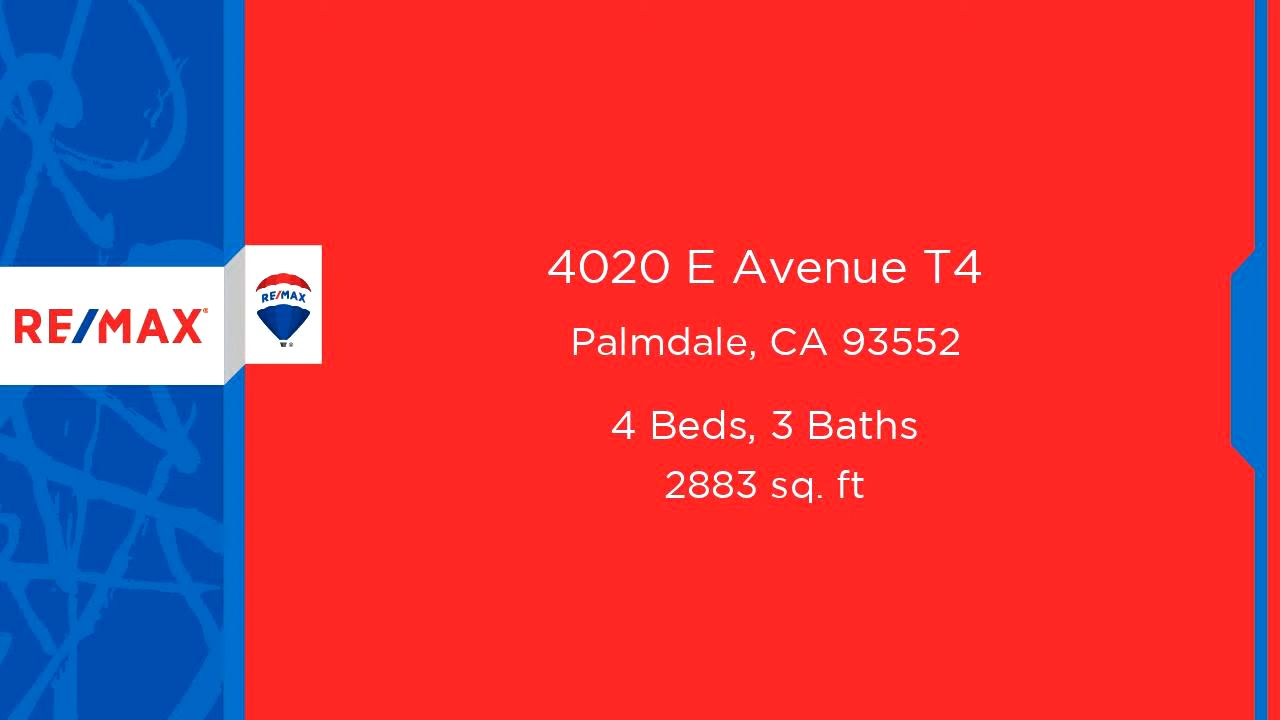 RE/MAX
RE/MAX
4020 E Avenue T4
Palmdale, CA 93552
4 Beds, 3 Baths
2883 sq. ft